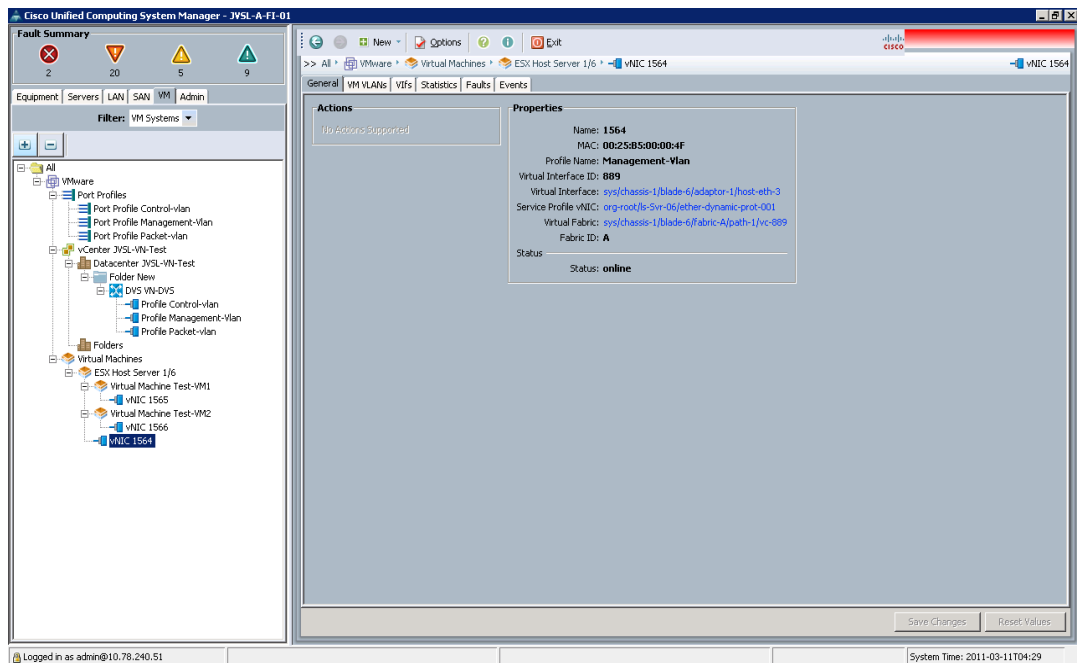 Cisco Unified Computing System Manager - JVSL-A-FI-01
Fault Summary
2 20 5 9
Equipment Servers LAN SAN VM Admin
Filter: VM Systems
All
VMware
Port Profiles
Port Profile Control-vlan
Port Profile Management-Vlan
Port Profile Packet-vlan
vCenter JVSL-VN-Test
Datacenter JVSL-VN-Test
Folder New
DVS VN-DVS
Profile Control-vlan
Profile Management-Vlan
Profile Packet-vlan
Folders
Virtual Machines
ESX Host Server 1/6
Virtual Machine Test-VM1
vNIC 1565
Virtual Machine Test-VM2
vNIC 1566
vNIC 1564
New Options Exit
cisco
>> All VMware Virtual Machines ESX Host Server 1/6 vNIC 1564
vNIC 1564
General VM VLANs VIFs Statistics Faults Events
Actions
No Actions Supported
Properties
Name: 1564
MAC: 00:25:B5:00:00:4F
Profile Name: Management-Vlan
Virtual Interface ID: 889
Virtual Interface: sys/chassis-1/blade-6/adaptor-1/host-eth-3
Service Profile vNIC: org-root/ls-Svr-06/ether-dynamic-prot-001
Virtual Fabric: sys/chassis-1/blade-6/fabric-A/path-1/vc-889
Fabric ID: A
Status
Status: online
Save Changes Reset Values
Logged in as admin@10.78.240.51
System Time: 2011-03-11T04:29